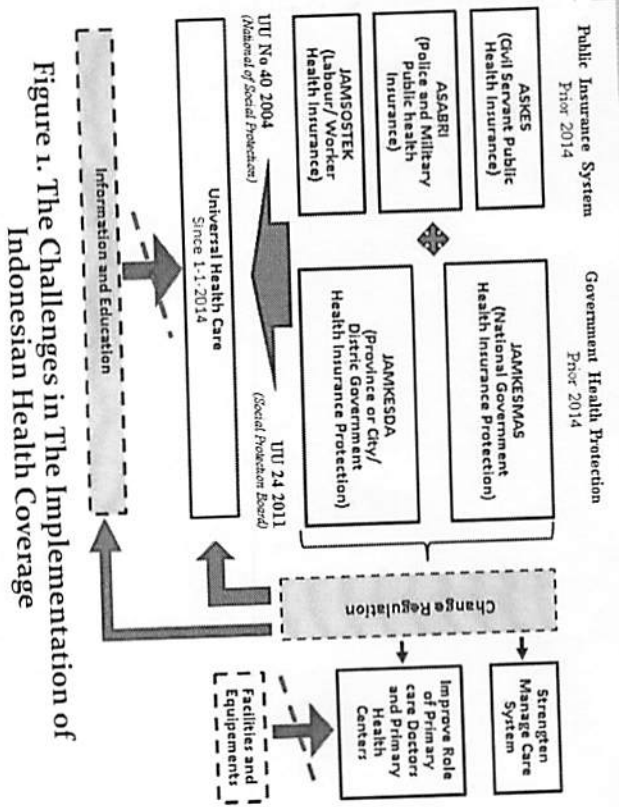 Public Insurance System
Prior 2014
Government Health Protection
Prior 2014
ASKES
(Civil Servant Public
Health Insurance)
ASABRI
(Police and Military
Public health
Insurance)
JAMSOSTEK
(Labour/ Worker
Health Insurance)
JAMKESMAS
(National Government
Health Insurance Protection)
JAMKESDA
(Province or City/
Distric Government
Health Insurance Protection)
Change Regulation
Strengten
Manage Care
System
Improve Role
of Primary
care Doctors
and Primary
Health
Centers
Facilities and
Equipements
UU No 40 2004
(National of Social Protection)
UU 24 2011
(Social Protection Board)
Universal Health Care
Since 1-1-2014
Information and Education
Figure 1. The Challenges in The Implementation of
Indonesian Health Coverage